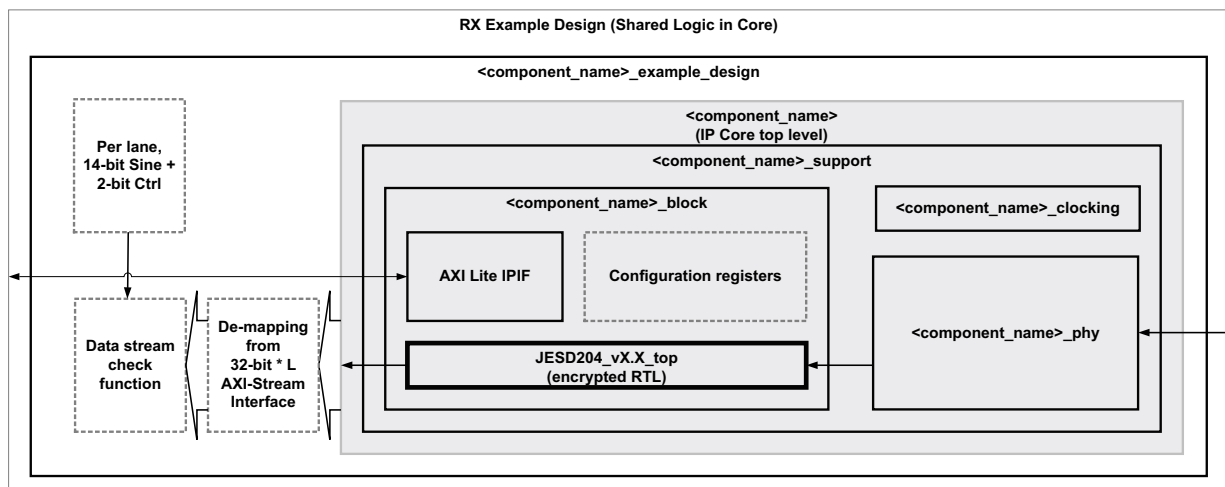 RX Example Design (Shared Logic in Core)
<component_name>_example_design
Per lane,
14-bit Sine +
2-bit Ctrl
<component_name>
(IP Core top level)
<component_name>_support
<component_name>_block
<component_name>_clocking
AXI Lite IPIF
Configuration registers
Data stream
check
function
De-mapping
from
32-bit * L
AXI-Stream
Interface
JESD204_vX.X_top
(encrypted RTL)
<component_name>_phy